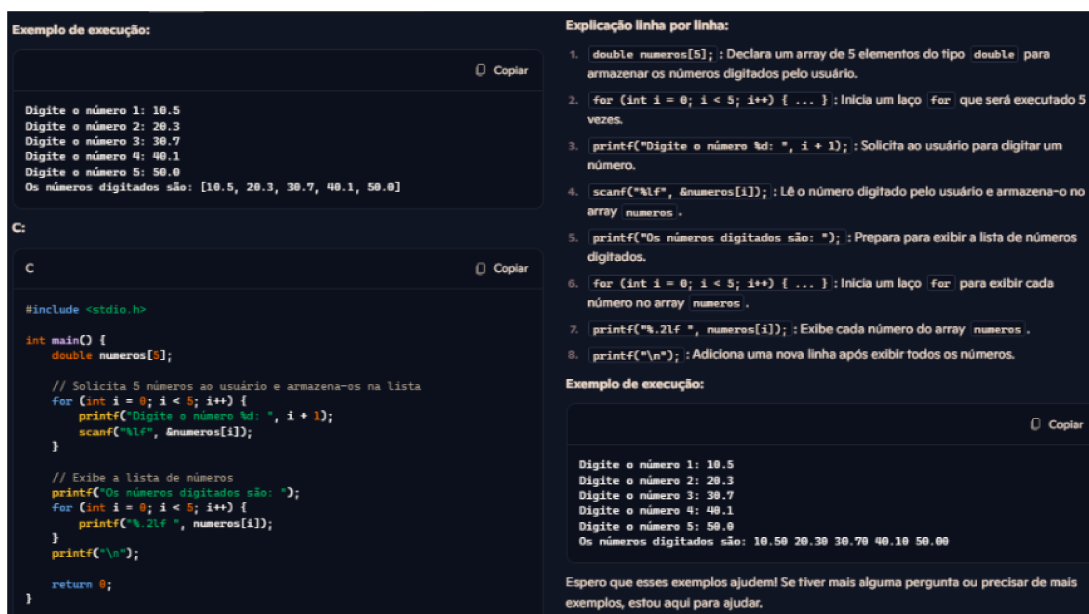 Exemplo de execução:
Copiar
Digite o número 1: 10.5
Digite o número 2: 20.3
Digite o número 3: 30.7
Digite o número 4: 40.1
Digite o número 5: 50.0
Os números digitados são: [10.5, 20.3, 30.7, 40.1, 50.0]
C:
C
Copiar
#include <stdio.h>
int main() {
    double numeros[5];
    // Solicita 5 números ao usuário e armazena-os na lista
    for (int i = 0; i < 5; i++) {
        printf("Digite o número %d: ", i + 1);
        scanf("%lf", &numeros[i]);
    }
    // Exibe a lista de números
    printf("Os números digitados são: ");
    for (int i = 0; i < 5; i++) {
        printf("%.2lf ", numeros[i]);
    }
    printf("\n");
    return 0;
}
Explicação linha por linha:
1. double numeros[5]; : Declara um array de 5 elementos do tipo double para
armazenar os números digitados pelo usuário.
2. for (int i = 0; i < 5; i++) { ... } : Inicia um laço for que será executado 5
vezes.
3. printf("Digite o número %d: ", i + 1); : Solicita ao usuário para digitar um
número.
4. scanf("%lf", &numeros[i]); : Lê o número digitado pelo usuário e armazena-o no
array numeros .
5. printf("Os números digitados são: "); : Prepara para exibir a lista de números
digitados.
6. for (int i = 0; i < 5; i++) { ... } : Inicia um laço for para exibir cada
número no array numeros .
7. printf("%.2lf ", numeros[i]); : Exibe cada número do array numeros .
8. printf("\n"); : Adiciona uma nova linha após exibir todos os números.
Exemplo de execução:
Copiar
Digite o número 1: 10.5
Digite o número 2: 20.3
Digite o número 3: 30.7
Digite o número 4: 40.1
Digite o número 5: 50.0
Os números digitados são: 10.50 20.30 30.70 40.10 50.00
Espero que esses exemplos ajudem! Se tiver mais alguma pergunta ou precisar de mais
exemplos, estou aqui para ajudar.